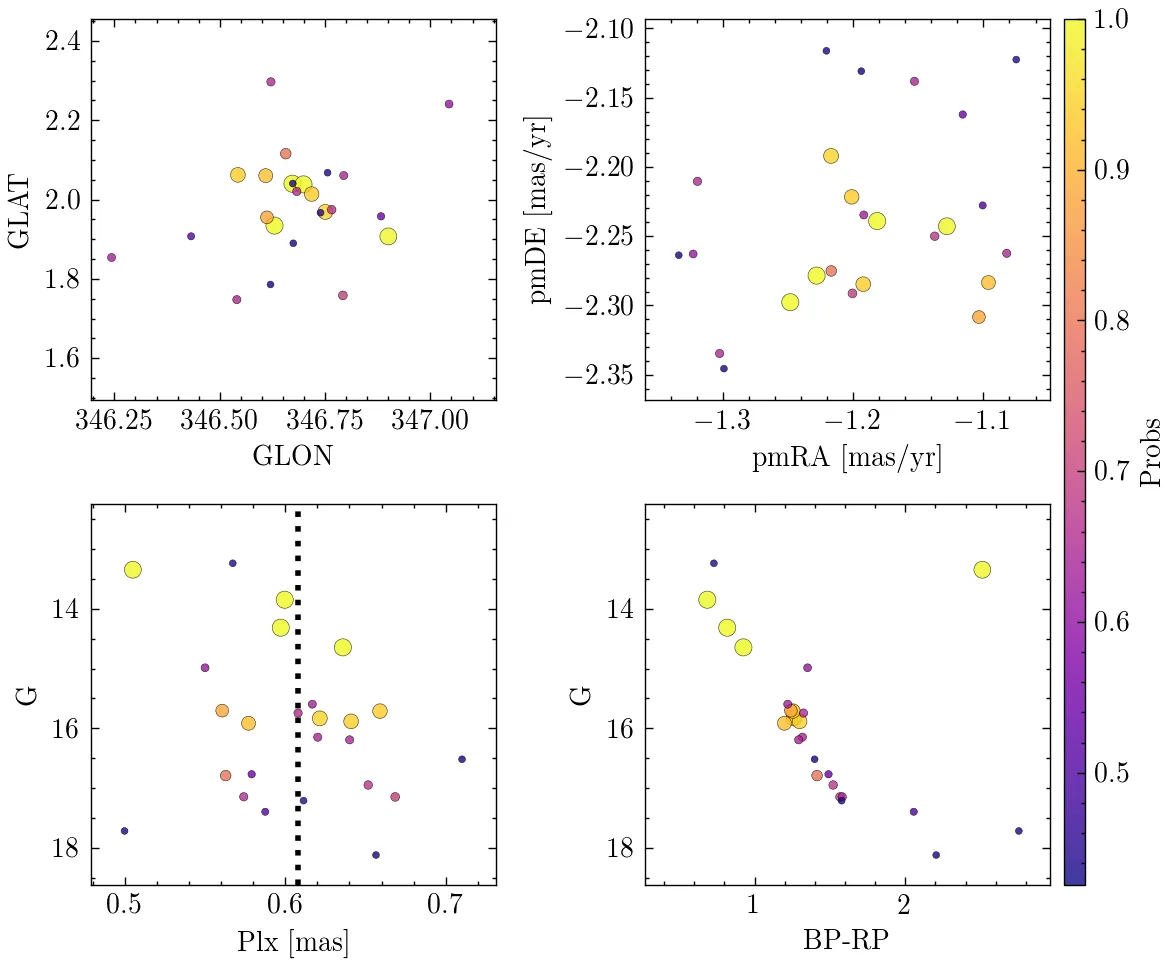 2.4
2.2
2.0
1.8
1.6
GLAT
346.25 346.50 346.75 347.00
GLON
−2.10
−2.15
−2.20
−2.25
−2.30
−2.35
pmDE [mas/yr]
−1.3 −1.2 −1.1
pmRA [mas/yr]
14
16
18
G
0.5 0.6 0.7
Plx [mas]
14
16
18
G
1 2
BP-RP
1.0
0.9
0.8
0.7
0.6
0.5
Probs